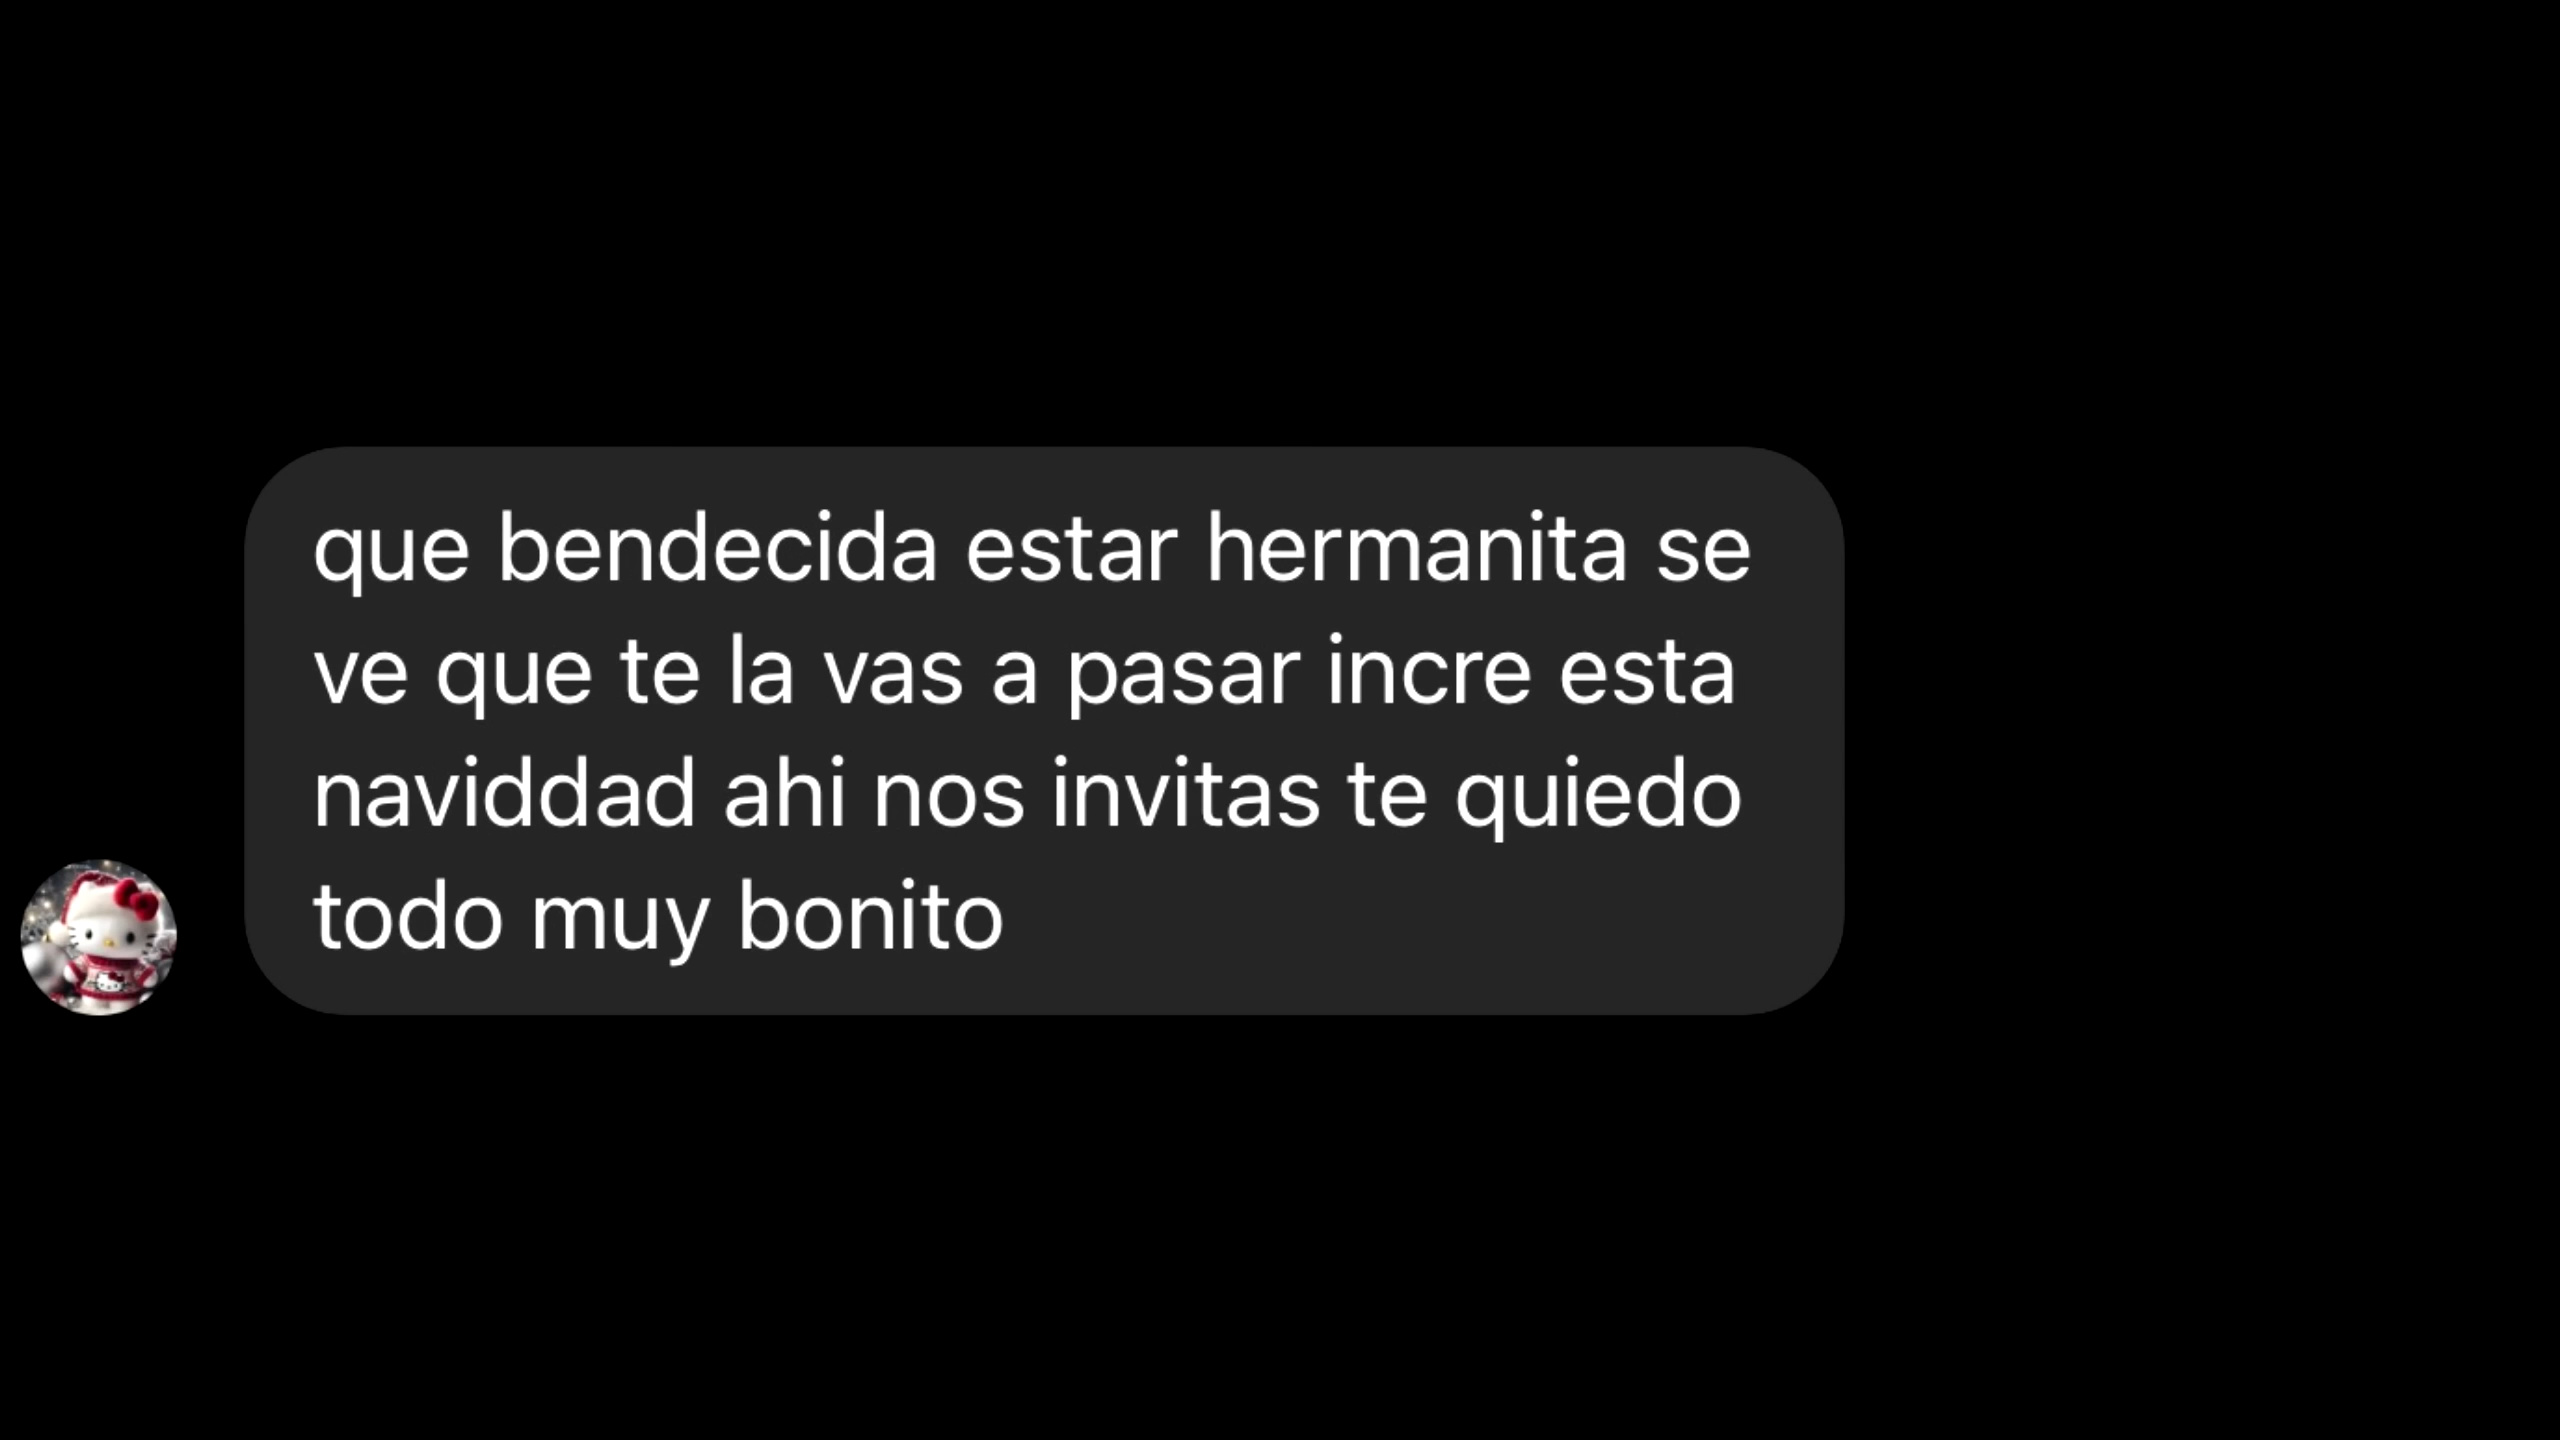 que bendecida estar hermanita se
ve que te la vas a pasar incre esta
naviddad ahi nos invitas te quiedo
todo muy bonito